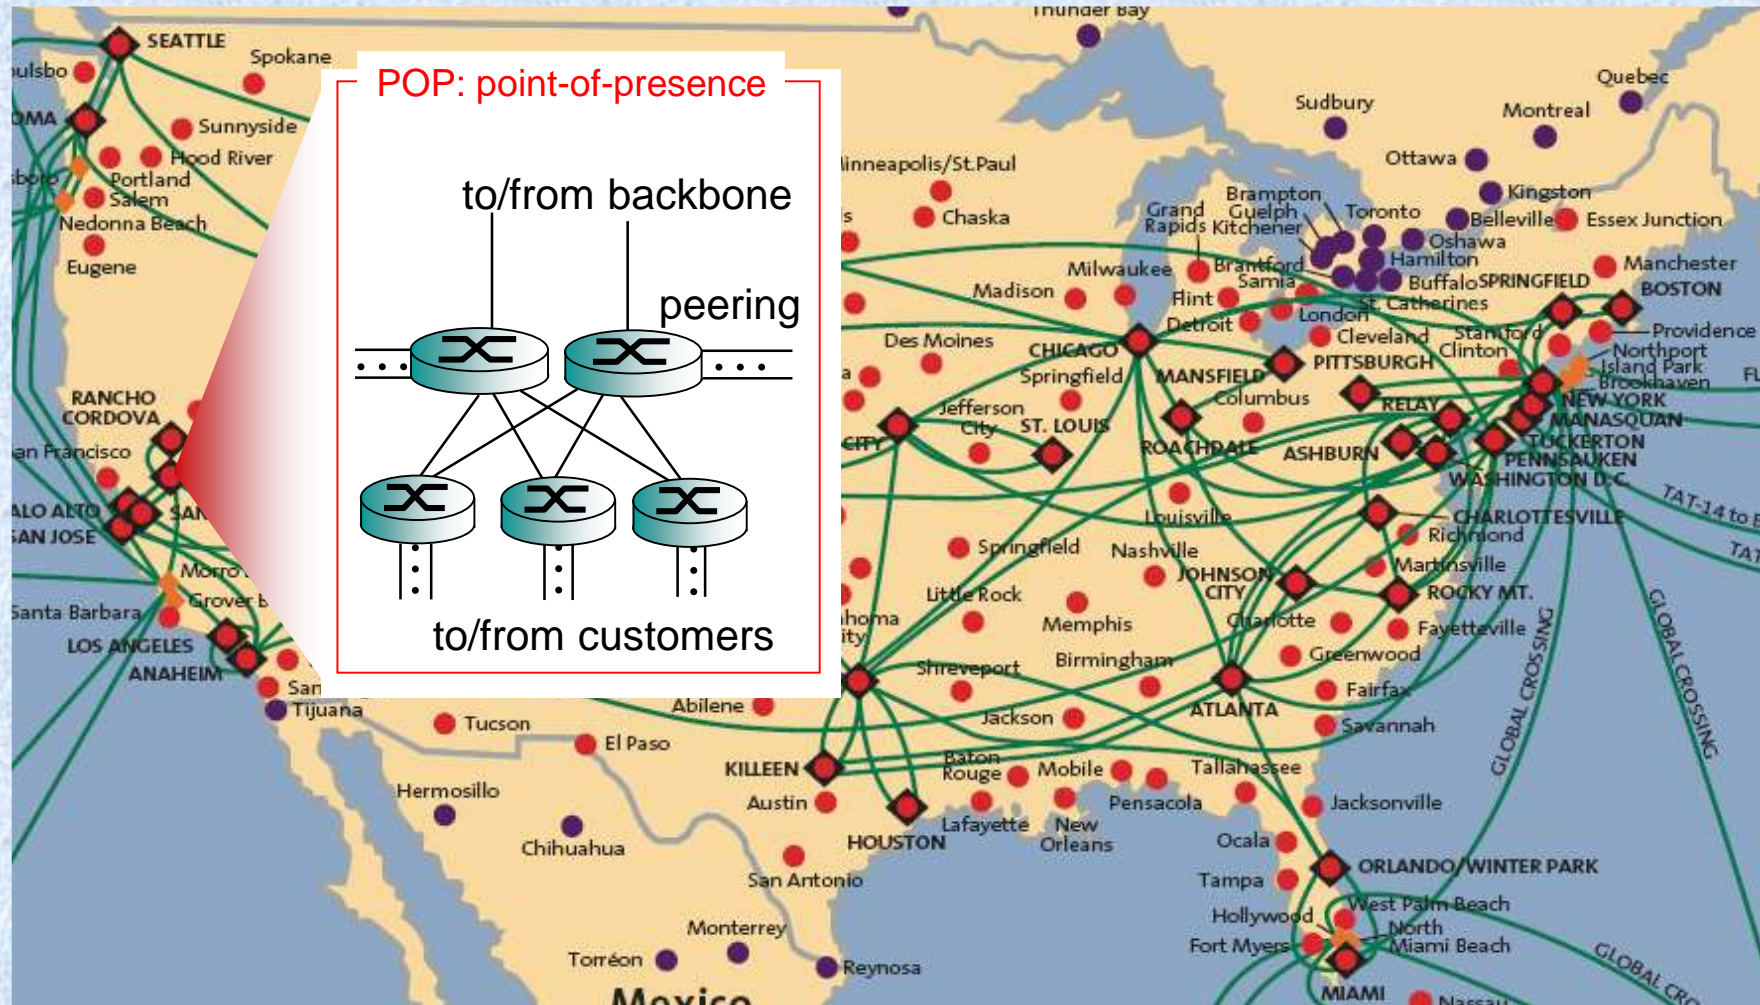 POP: point-of-presence
to/from backbone
peering
to/from customers
Thunder Bay
SEATTLE
Spokane
Quebec
Sudbury
Montreal
Sunnyside
Ottawa
Hood River
Portland
Salem
Nedonna Beach
Eugene
Chaska
Kingston
Brampton
Guelph
Kitchener
Grand
Rapids
Toronto
Belleville
Essex Junction
Oshawa
Hamilton
Milwaukee
Brantford
Buffalo
SPRINGFIELD
Manchester
BOSTON
Madison
Flint
St. Catherines
London
Detroit
Cleveland
Stamford
Providence
Des Moines
CHICAGO
Springfield
MANSFIELD
PITTSBURGH
Clinton
Northport
Island Park
Brookhaven
RANCHO
CORDOVA
Jefferson
City
ST. LOUIS
Columbus
RELAY
NEW YORK
MANASQUAN
TUCKERTON
CITY
ROACHDALE
ASHBURN
PENNSAUKEN
WASHINGTON D.C.
SAN JOSE
Louisville
CHARLOTTESVILLE
Richmond
TAT-14 to
Springfield
Nashville
Martinsville
JOHNSON
CITY
ROCKY MT.
Santa Barbara
Little Rock
Memphis
Charlotte
Fayetteville
LOS ANGELES
ANAHEIM
Shreveport
Birmingham
Greenwood
Fairfax
GLOBAL CROSSING
GLOBAL CROSSING
Tijuana
Tucson
Abilene
Jackson
ATLANTA
Savannah
El Paso
KILLEEN
Baton
Rouge
Mobile
Tallahassee
Hermosillo
Austin
Pensacola
Jacksonville
Chihuahua
HOUSTON
Lafayette
New
Orleans
Ocala
San Antonio
ORLANDO/WINTER PARK
Tampa
West Palm Beach
Hollywood
North
Miami Beach
Fort Myers
Monterrey
Torréon
Reynosa
GLOBAL
MIAMI
Nassau
Mexico